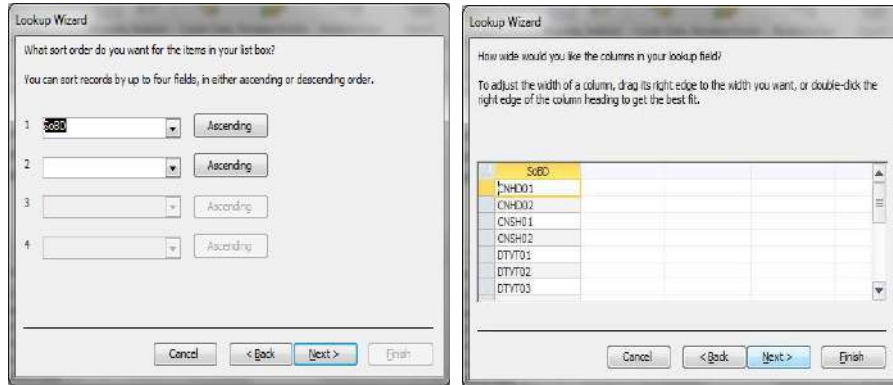 Lookup Wizard
What sort order do you want for the items in your list box?
You can sort records by up to four fields, in either ascending or descending order.
1 SoBD Ascending
2 Ascending
3 Ascending
4 Ascending
Cancel < Back Next > Finish
Lookup Wizard
How wide would you like the columns in your lookup field?
To adjust the width of a column, drag its right edge to the width you want, or double-click the
right edge of the column heading to get the best fit.
SoBD
CNHD01
CNHD02
CNSH01
CNSH02
DTVT01
DTVT02
DTVT03
Cancel < Back Next > Finish